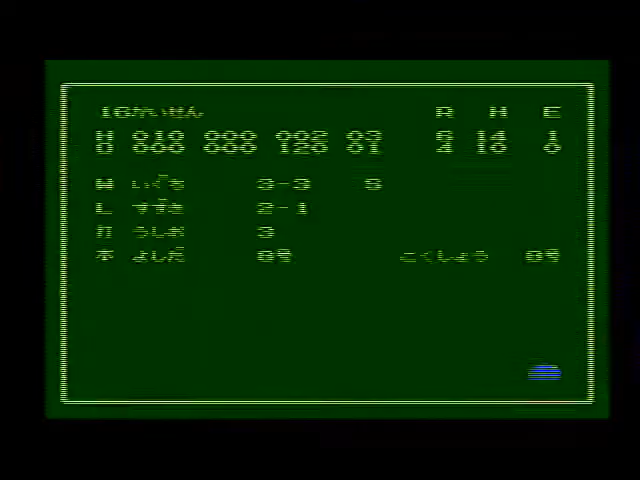 16かいせん R H E
H 010 000 002 03 6 14 1
D 000 000 120 01 4 10 0
W いぐち 3-3 5
L すずき 2-1
うしお 3
本 よしだ 8号 こくしょう 8号